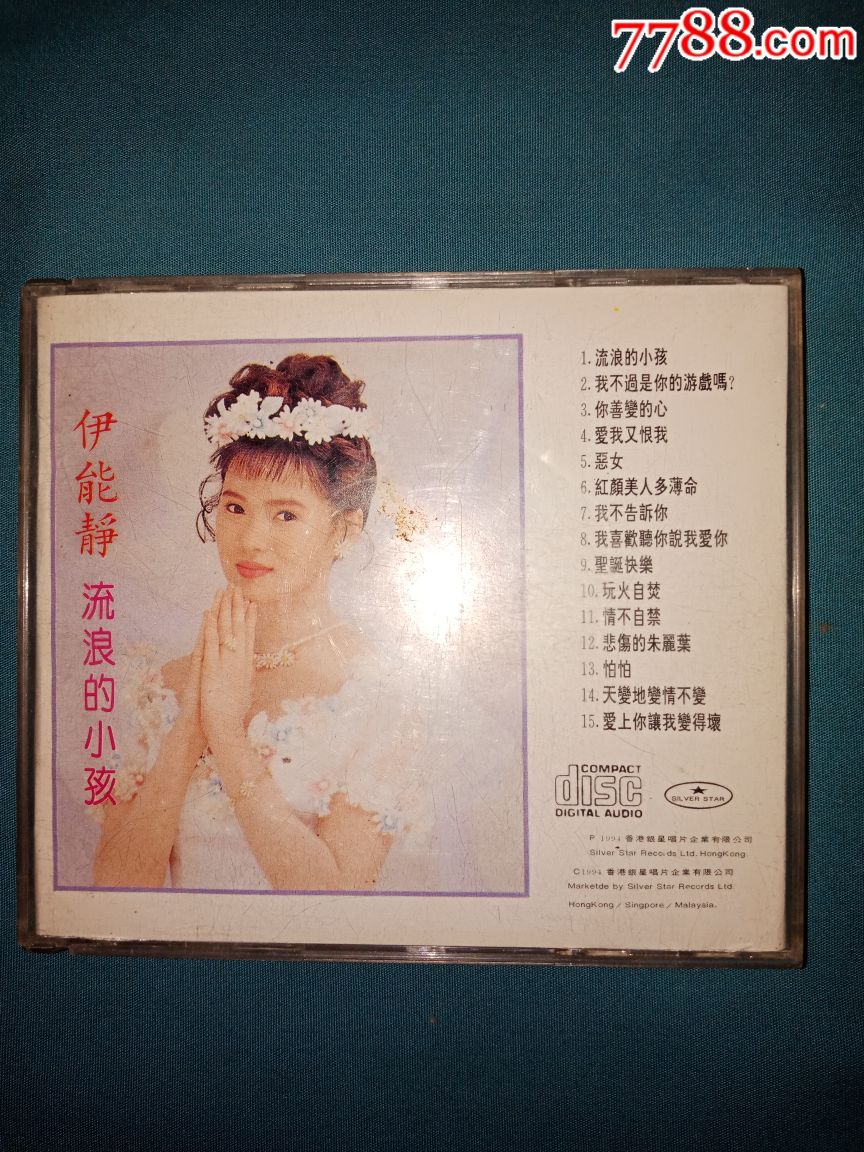 7788.com
伊能靜
流浪的小孩
1.流浪的小孩
2.我不過是你的游戲嗎?
3.你善變的心
4.愛我又恨我
5.惡女
6.紅顏美人多薄命
7.我不告訴你
8.我喜歡聽你說我愛你
9.聖誕快樂
10.玩火自焚
11.情不自禁
12.悲傷的朱麗葉
13.怕怕
14.天變地變情不變
15.愛上你讓我變得壞
COMPACT
disc
DIGITAL AUDIO
SILVER STAR
P 1994 香港銀星唱片企業有限公司
Silver Star Records Ltd. HongKong.
C1994 香港銀星唱片企業有限公司
Marketde by Silver Star Records Ltd.
HongKong / Singpore / Malaysia.